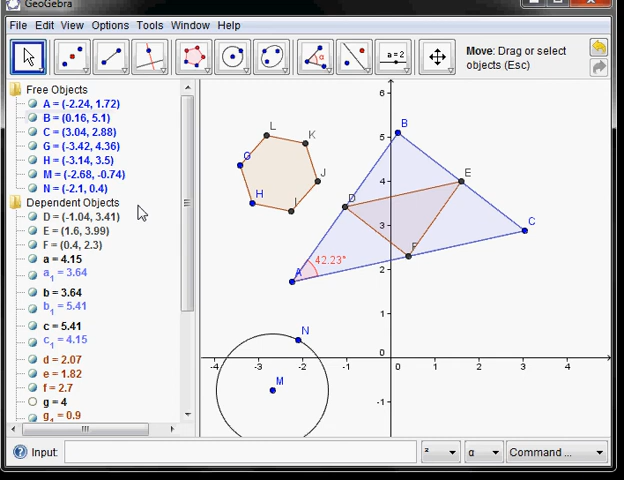 GeoGebra
File Edit View Options Tools Window Help
a = 2
Move: Drag or select
objects (Esc)
Free Objects
A = (-2.24, 1.72)
B = (0.16, 5.1)
C = (3.04, 2.88)
G = (-3.42, 4.36)
H = (-3.14, 3.5)
M = (-2.68, -0.74)
N = (-2.1, 0.4)
Dependent Objects
D = (-1.04, 3.41)
E = (1.6, 3.99)
F = (0.4, 2.3)
a = 4.15
a₁ = 3.64
b = 3.64
b₁ = 5.41
c = 5.41
c₁ = 4.15
d = 2.07
e = 1.82
f = 2.7
g = 4
g₁ = 0.9
6
5
4
3
2
1
0
-1
-4 -3 -2 -1 0 1 2 3 4
L
K
G
J
H
I
B
E
D
C
F
A
42.23°
N
M
Input:
²
α
Command ...